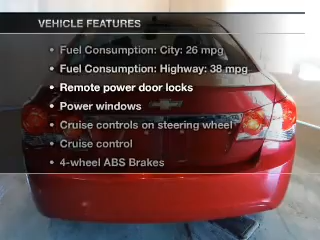 VEHICLE FEATURES
• Fuel Consumption: City: 26 mpg
• Fuel Consumption: Highway: 38 mpg
• Remote power door locks
• Power windows
• Cruise controls on steering wheel
• Cruise control
• 4-wheel ABS Brakes